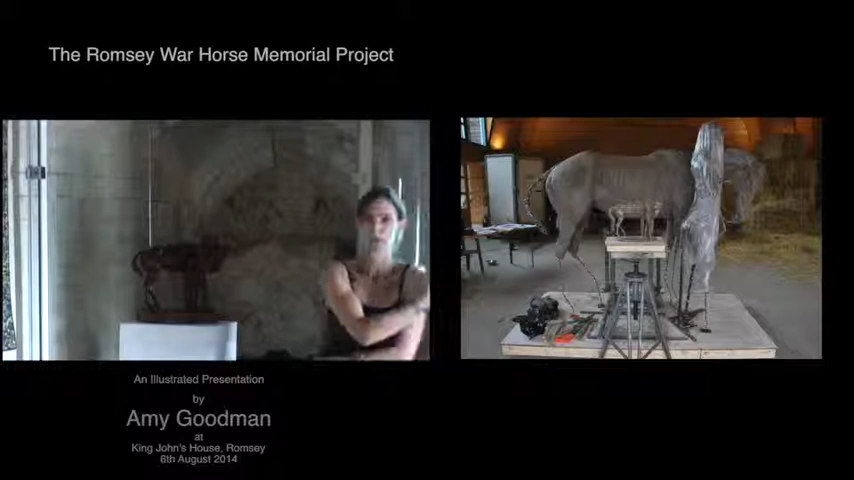 The Romsey War Horse Memorial Project
An Illustrated Presentation
by
Amy Goodman
at
King John's House, Romsey
6th August 2014